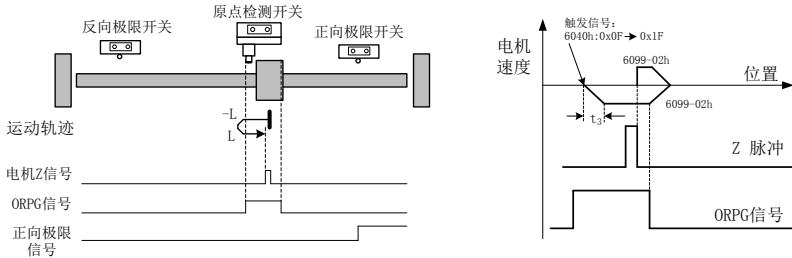 原点检测开关
反向极限开关
正向极限开关
运动轨迹
-L
L
电机Z信号
ORPG信号
正向极限
信号
触发信号:
6040h:0x0F→0x1F
电机
速度
6099-02h
位置
6099-02h
t₃
Z 脉冲
ORPG信号